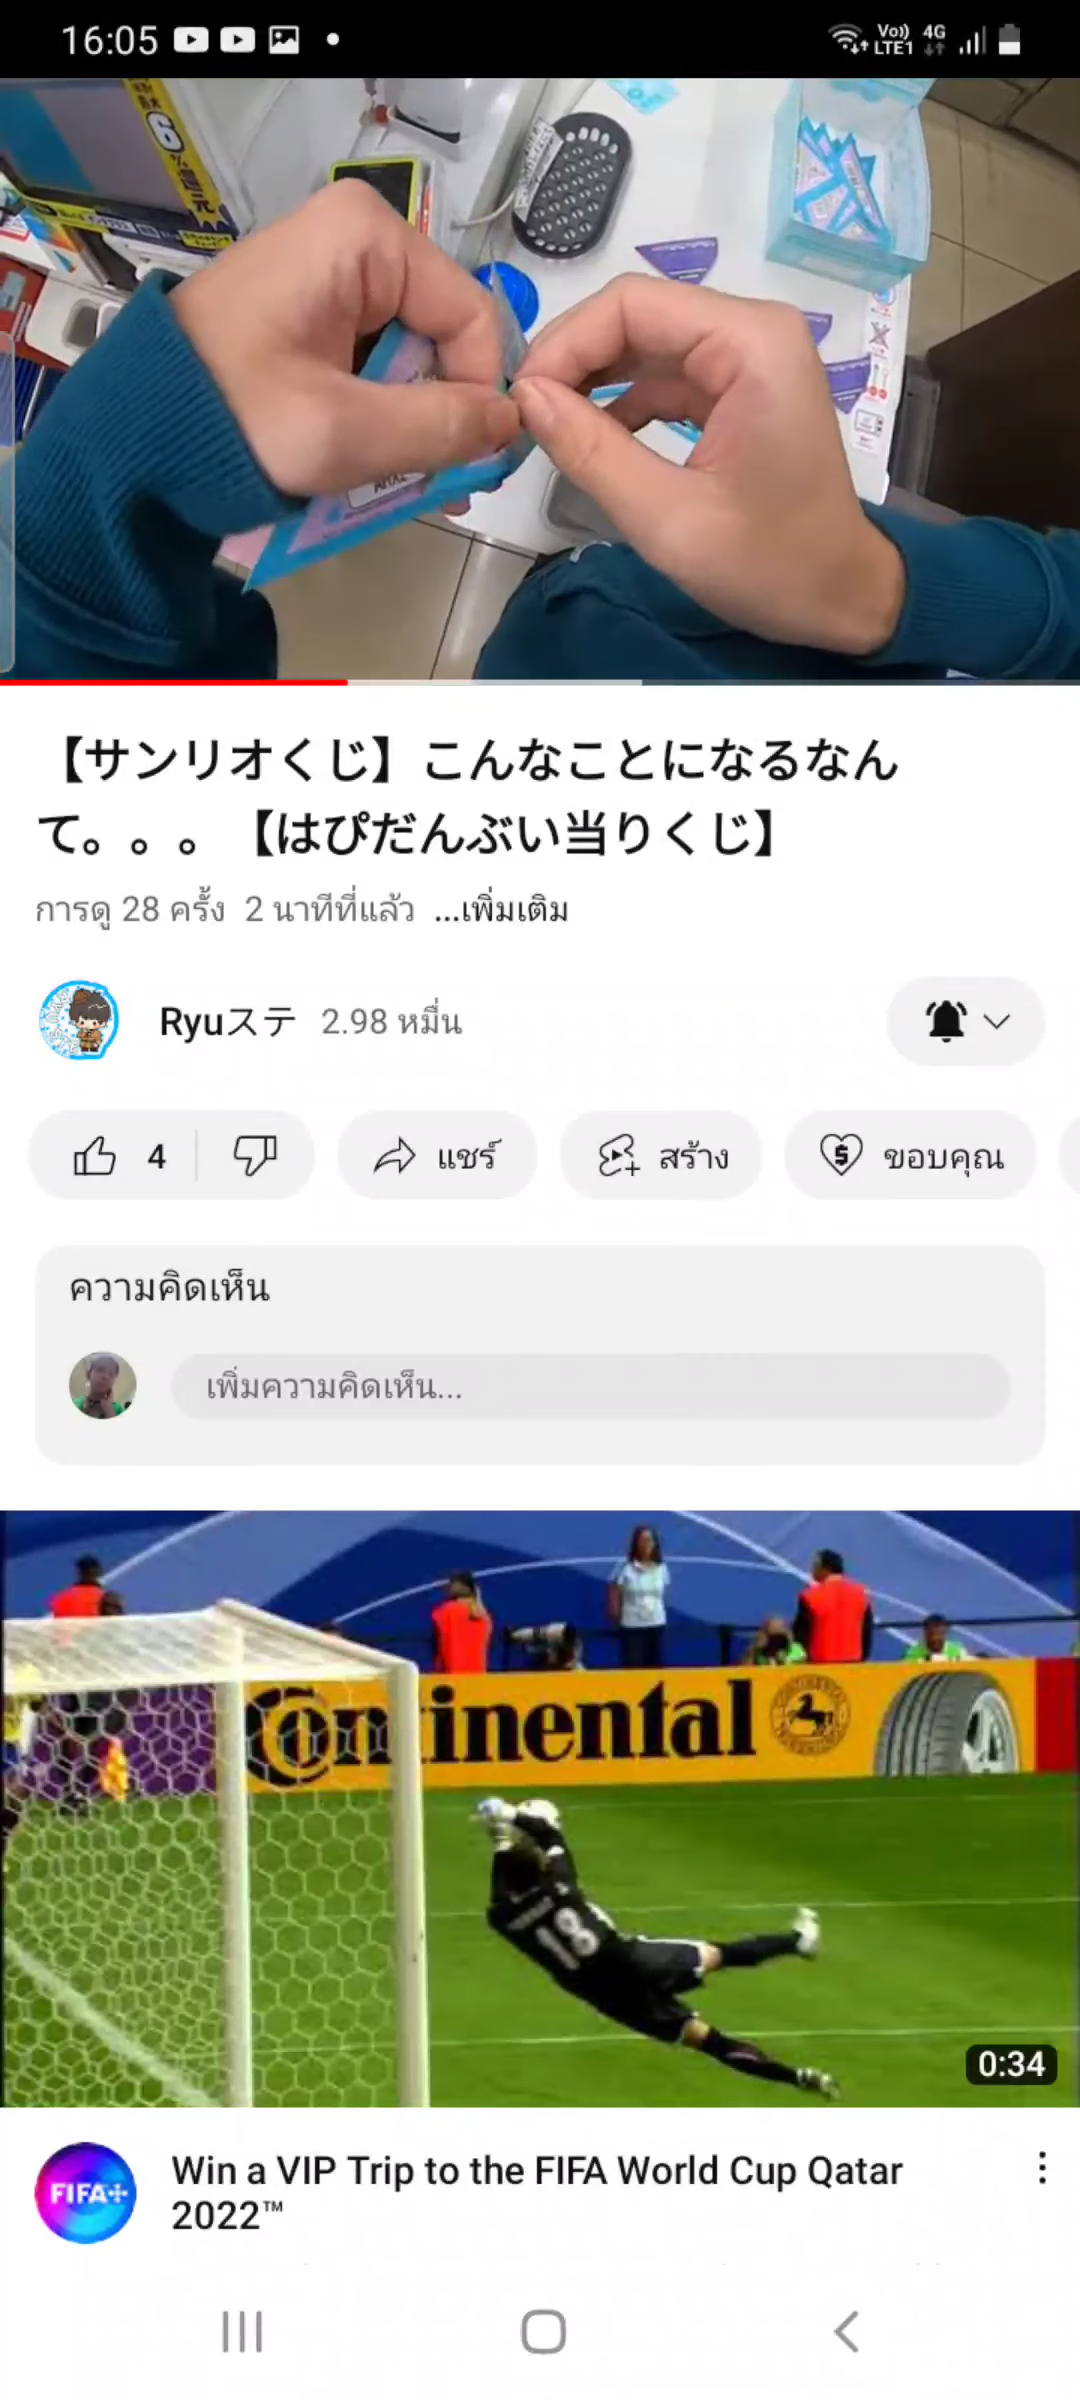 16:05
Vo)) 4G
LTE1
6
【サンリオくじ】こんなことになるなん
て。。。【はぴだんぶい当りくじ】
การดู 28 ครั้ง 2 นาทีที่แล้ว ...เพิ่มเติม
Ryuステ 2.98 หมื่น
4 แชร์ สร้าง ขอบคุณ
ความคิดเห็น
เพิ่มความคิดเห็น...
Continental
18
0:34
FIFA+
Win a VIP Trip to the FIFA World Cup Qatar
2022™